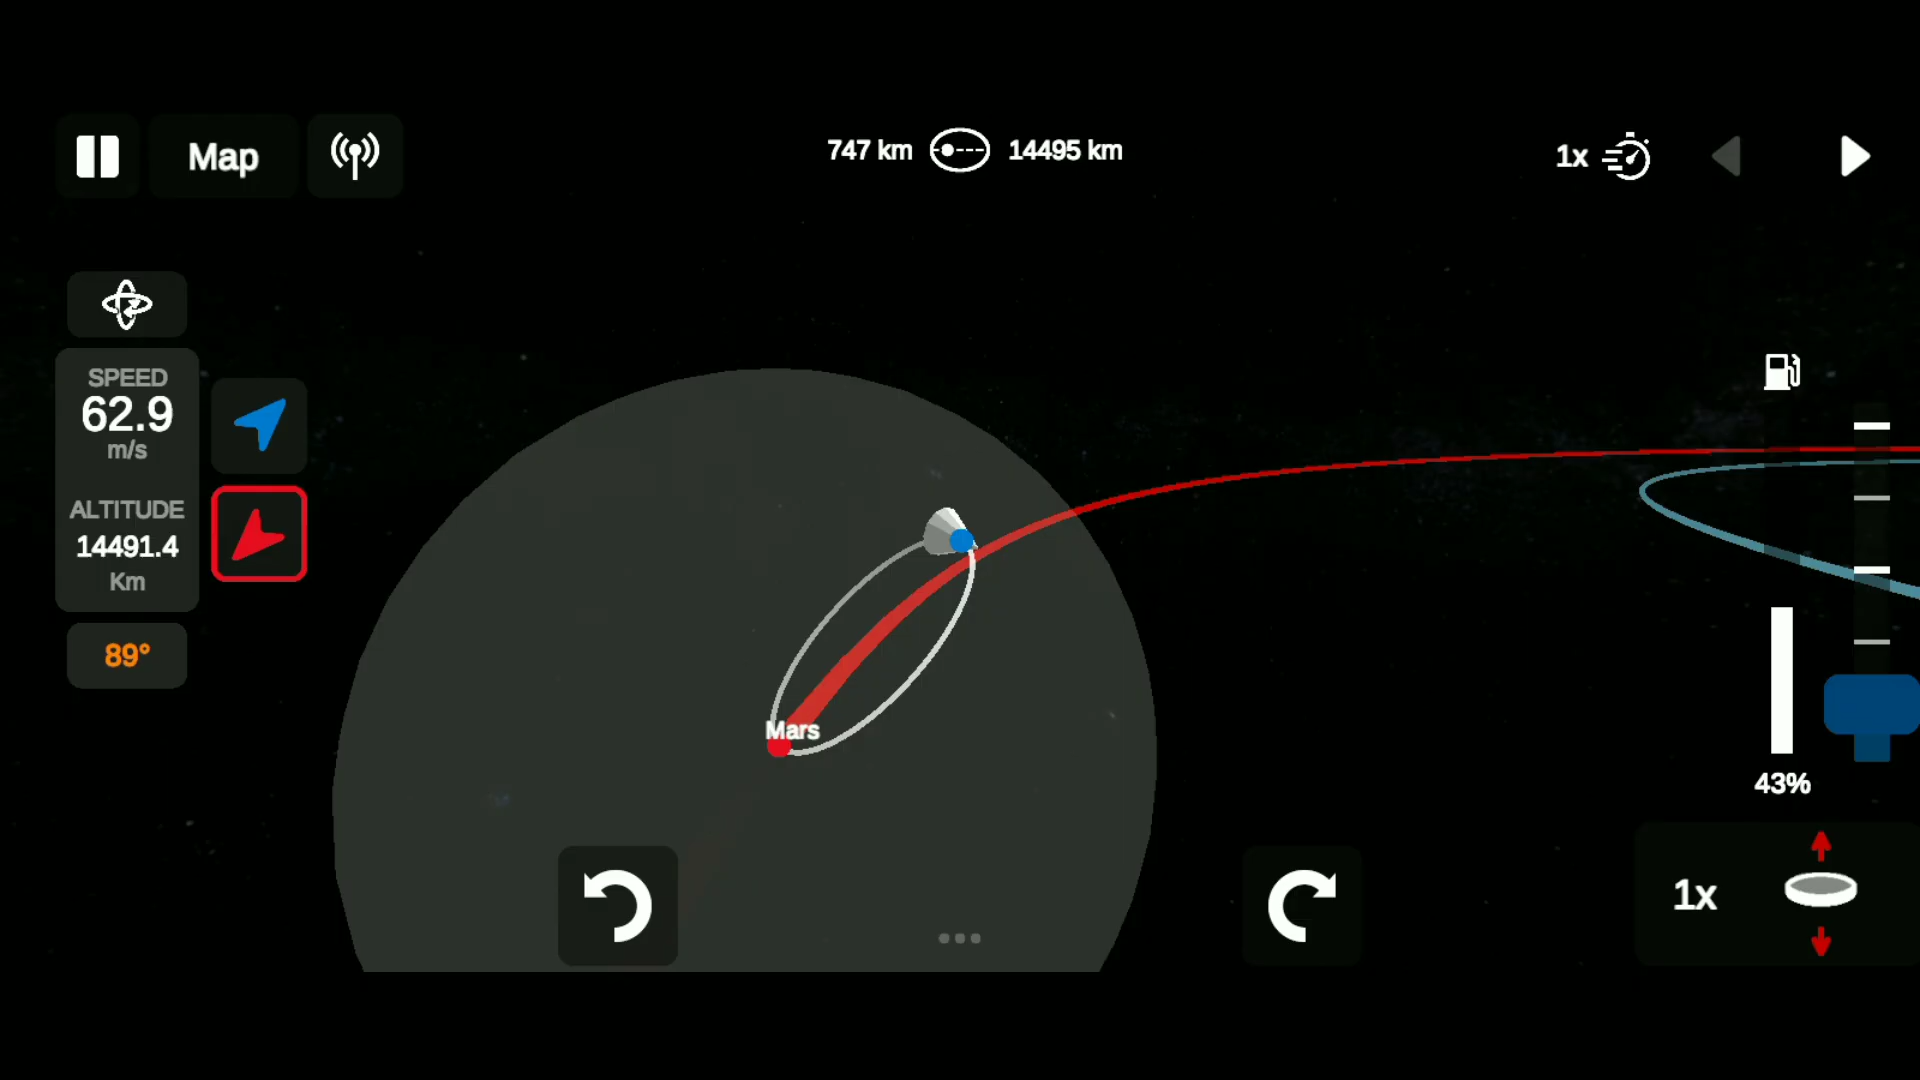 Map
747 km
14495 km
1x
SPEED
62.9
m/s
ALTITUDE
14491.4
Km
89°
Mars
43%
1x